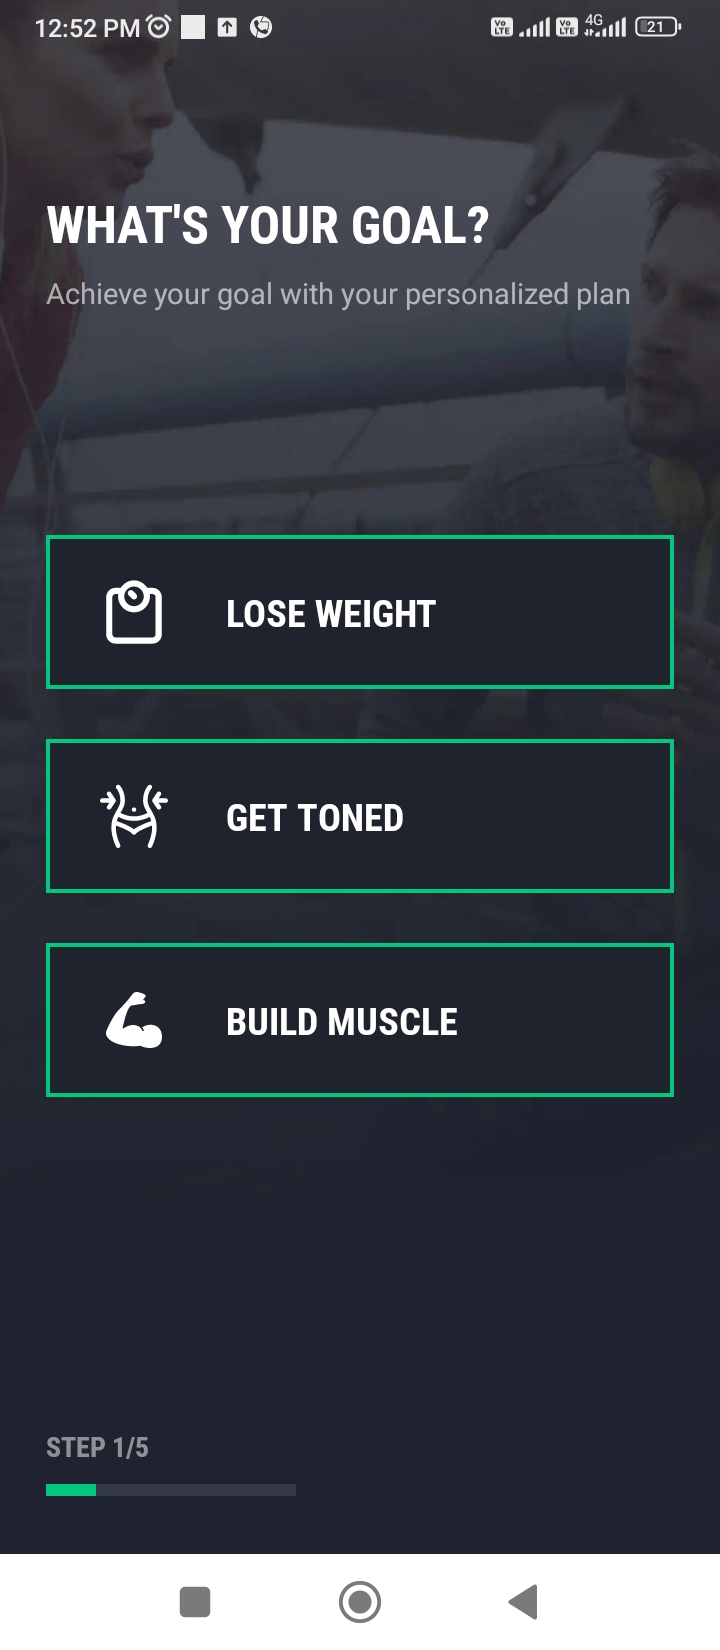 12:52 PM
Vo LTE Vo LTE 4G 21
WHAT'S YOUR GOAL?
Achieve your goal with your personalized plan
LOSE WEIGHT
GET TONED
BUILD MUSCLE
STEP 1/5